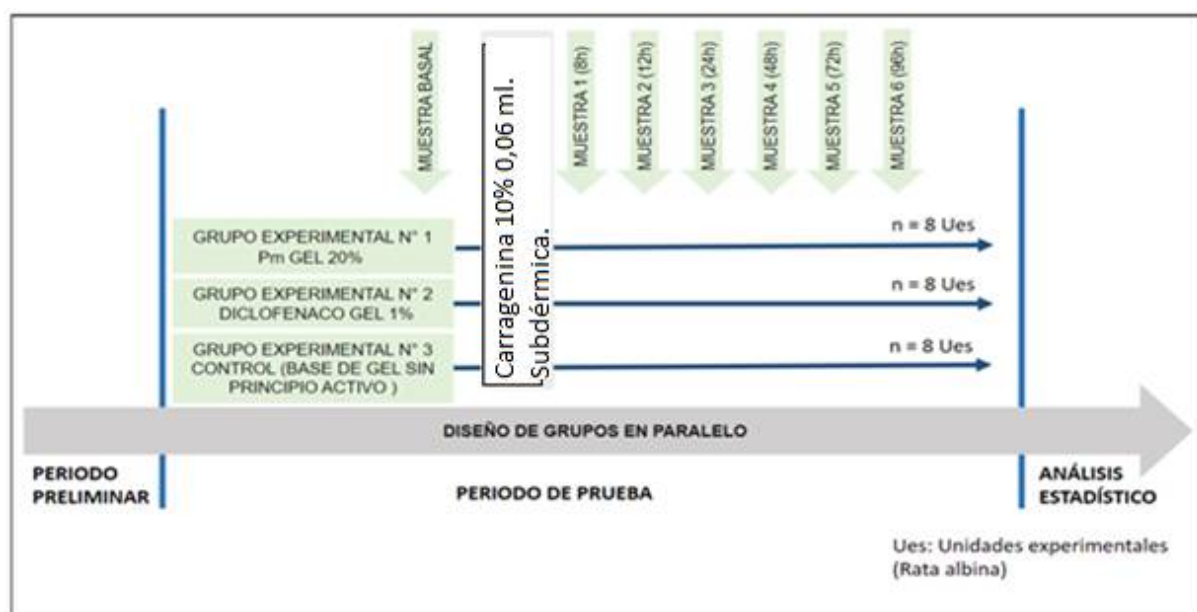 MUESTRA BASAL
Carragenina 10% 0,06 ml.
Subdérmica.
MUESTRA 1 (8h)
MUESTRA 2 (12h)
MUESTRA 3 (24h)
MUESTRA 4 (48h)
MUESTRA 5 (72h)
MUESTRA 6 (96h)
GRUPO EXPERIMENTAL N° 1
Pm GEL 20%
n = 8 Ues
GRUPO EXPERIMENTAL N° 2
DICLOFENACO GEL 1%
n = 8 Ues
GRUPO EXPERIMENTAL N° 3
CONTROL (BASE DE GEL SIN
PRINCIPIO ACTIVO )
n = 8 Ues
DISEÑO DE GRUPOS EN PARALELO
PERIODO
PRELIMINAR
PERIODO DE PRUEBA
ANÁLISIS
ESTADÍSTICO
Ues: Unidades experimentales
(Rata albina)